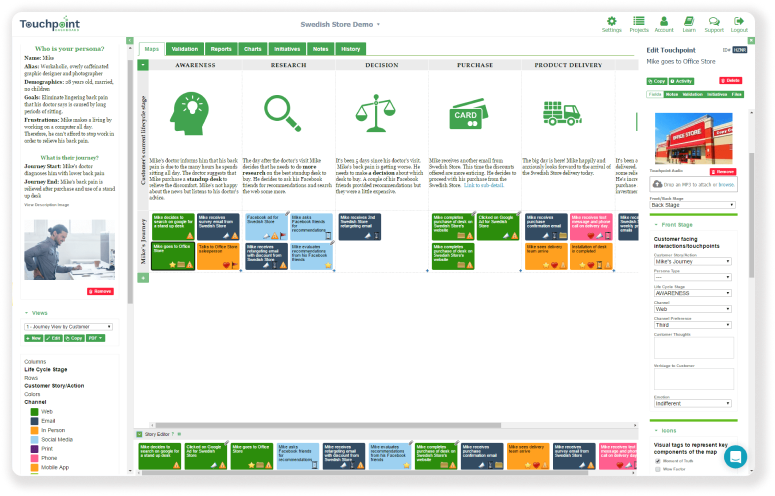 Touchpoint
DASHBOARD
Swedish Store Demo
Settings
Projects
Account
Learn
Support
Logout
Who is your persona?
Name: Mike
Alias: Workaholic, overly caffeinated
graphic designer and photographer
Demographics: 28 years old, married,
no children
Goals: Eliminate lingering back pain
that his doctor says is caused by long
periods of sitting.
Frustrations: Mike makes a living by
working on a computer all day.
Therefore, he can't afford to stop work in
order to relieve his back pain.
What is their journey?
Journey Start: Mike's doctor
diagnoses him with lower back pain
Journey End: Mike's back pain is
relieved after purchase and use of a stand
up desk
View Description Image
Remove
Views
1 - Journey View by Customer
New
Edit
Copy
PDF
Columns
Life Cycle Stage
Rows
Customer Story/Action
Colors
Channel
Web
Email
In Person
Social Media
Print
Phone
Mobile App
Maps
Validation
Reports
Charts
Initiatives
Notes
History
AWARENESS
RESEARCH
DECISION
PURCHASE
PRODUCT DELIVERY
Customer's current lifecycle stage
CARD
Mike's doctor informs him that his back
pain is due to the many hours he spends
sitting all day. The doctor suggests that
Mike purchase a standup desk to
relieve the discomfort. Mike's not happy
about the news but listens to his doctor's
advice.
The day after the doctor's visit Mike
decides that he needs to do more
research on the best standup desk to
buy. He decides to ask his Facebook
friends for recommendations and search
the web some more.
It's been 5 days since his doctor's visit.
Mike's back pain is getting worse. He
needs to make a decision about which
desk to buy. A couple of his Facebook
friends provided recommendations but
they were a little expensive.
Mike receives another email from
Swedish Store. This time the discounts
offered are more enticing. He decides to
proceed with his purchase from the
Swedish Store. Link to sub detail.
The big day is here! Mike happily and
anxiously looks forward to the arrival of
the Swedish Store delivery today.
It's been
delivered
He's incre
purchase
investme
Mike's Journey
Mike decides to
search on google for
a stand up desk
Mike receives
survey email from
Swedish Store
Mike goes to Office
Store
Talks to Office Store
salesperson
Facebook ad for
Swedish Store
Mike asks
Facebook friends
for
recommendations
Mike receives
retargeting email
with discount from
Swedish Store
Mike evaluates
recommendations
from his Facebook
friends
Mike receives 2nd
Swedish Store
retargeting email
Mike completes
purchase of desk
on Swedish Store's
website
Clicked on Google
Ad for Swedish
Store
Mike completes
purchase of desk
on Swedish Store's
website
Mike receives
purchase
confirmation email
Mike receives text
message and phone
call on delivery day
Mike seen delivery
team arrive
Installation of desk
is complete!
Mike rece
Swedish S
weekly pr
emails
Story Editor
Mike decides to
search on google for
a stand up desk
Clicked on Google
Ad for Swedish
Store
Mike goes to Office
Store
Mike asks
Facebook friends
for
recommendations
Mike receives
retargeting email
with discount from
Swedish Store
Mike evaluates
recommendations
from his Facebook
friends
Mike completes
purchase of desk
on Swedish Store's
website
Mike receives
purchase
confirmation email
Mike seen delivery
team arrive
Mike receives
survey email from
Swedish Store
Mike receives text
message and phone
call on delivery day
Edit Touchpoint
Mike goes to Office Store
Copy
Activity
Delete
Fields
Notes
Validation
Initiatives
Files
OFFICE STORE
Touchpoint Audio
Remove
Drop an MP3 to attach or browse.
Front/Back Stage
Back Stage
Front Stage
Customer facing
interactions/touchpoints
Customer Story/Action
Mike's Journey
Persona Type
---
Life Cycle Stage
AWARENESS
Channel
Web
Channel Preference
Third
Customer Thoughts
Message to Customer
Emotion
Indifferent
Icons
Visual tags to represent key
components of the map
Moment of Truth
Wow Factor